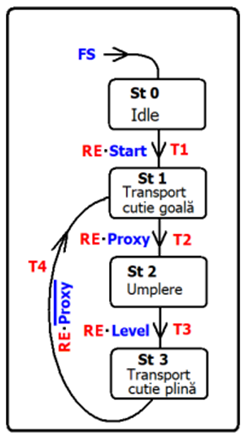 FS
St 0
Idle
RE·Start T1
St 1
Transport
cutie goală
RE·Proxy T2
St 2
Umplere
T4
RE·P̅r̅o̅x̅y̅
RE·Level T3
St 3
Transport
cutie plină